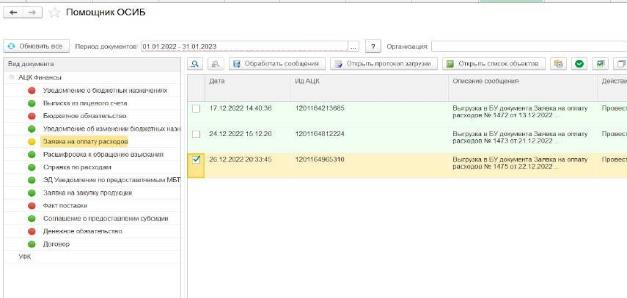 Помощник ОСИБ
Обновить все Период документов: 01.01.2022 - 31.01.2023 ... ? Организация:
Вид документа
АЦК Финансы
Уведомление о бюджетных назначениях
Выписка из лицевого счета
Бюджетное обязательство
Уведомление об изменении бюджетных назн
Заявка на оплату расходов
Расшифровка к обращению взыскания
Справка по расходам
ЭД Уведомление по предоставляемым МБТ
Заявка на закупку продукции
Факт поставки
Соглашение о предоставлении субсидии
Денежное обязательство
Договор
УФК
Обработать сообщения Открыть протокол загрузки Открыть список объектов
Дата Ид АЦК Описание сообщения Действи
17.12.2022 14:40:36 1201164213665 Выгрузка в БУ документа Заявка на оплату Провест
расходов № 1472 от 13.12.2022 ...
24.12.2022 15:12:26 1201164812224 Выгрузка в БУ документа Заявка на оплату Провест
расходов № 1473 от 21.12.2022 ...
26.12.2022 20:33:45 1201164965310 Выгрузка в БУ документа Заявка на оплату Провест
расходов № 1475 от 22.12.2022 ...